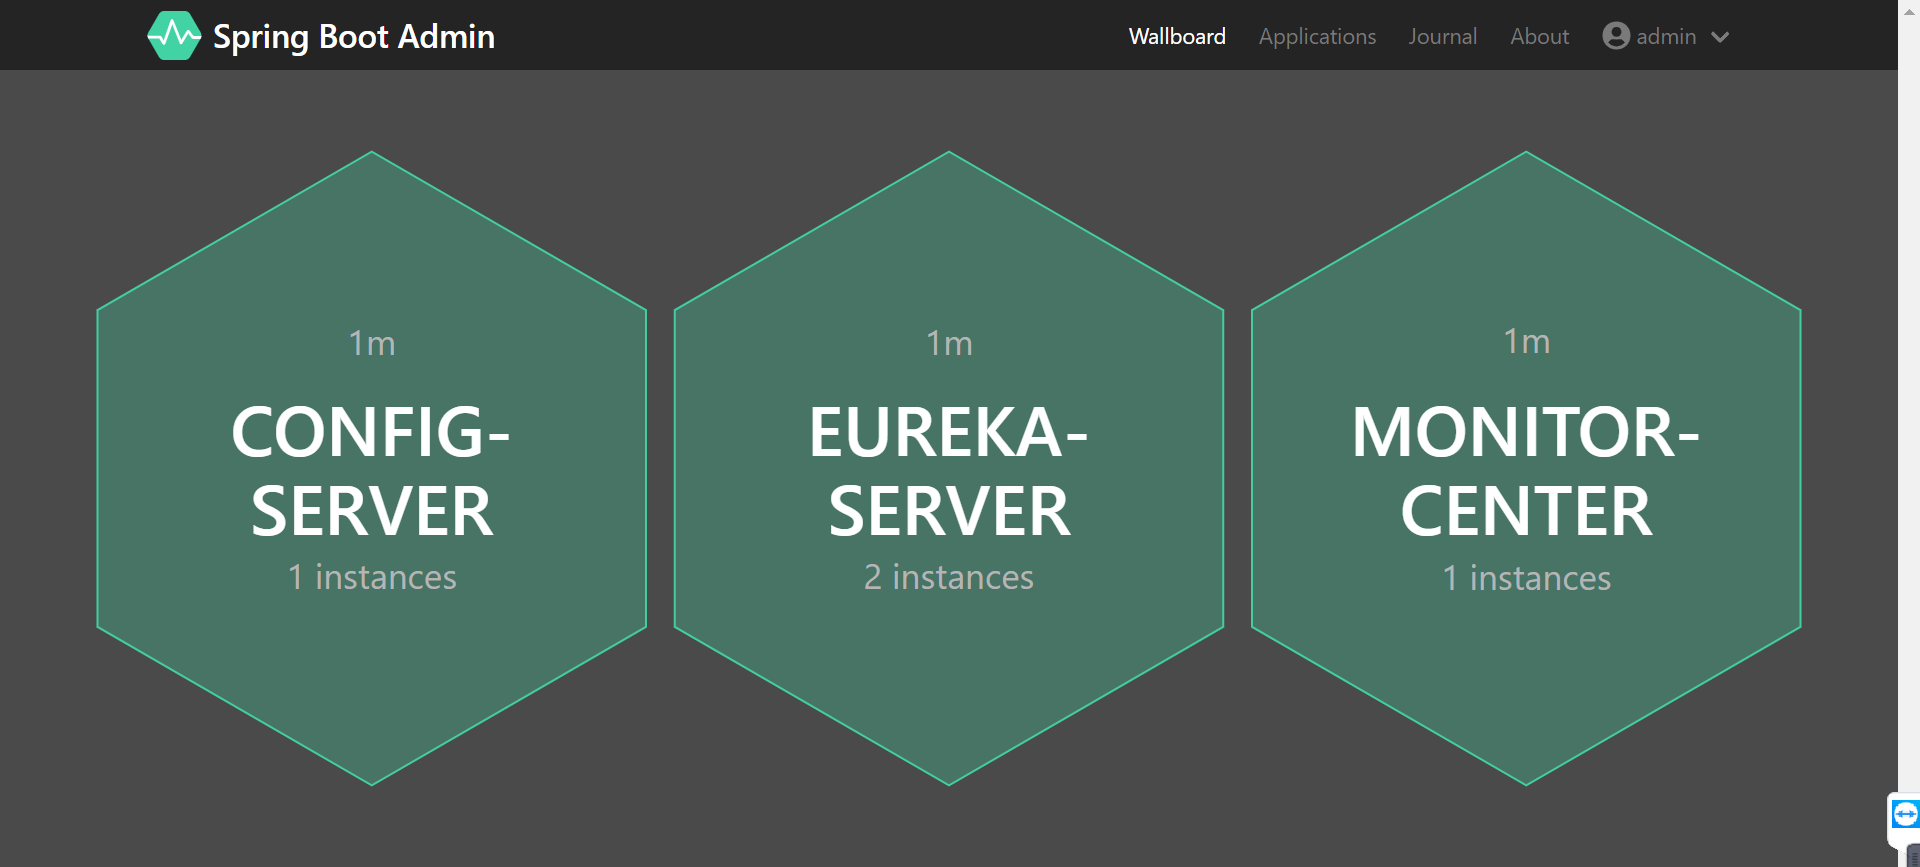 Spring Boot Admin
Wallboard
Applications
Journal
About
admin
1m
CONFIG-
SERVER
1 instances
1m
EUREKA-
SERVER
2 instances
1m
MONITOR-
CENTER
1 instances